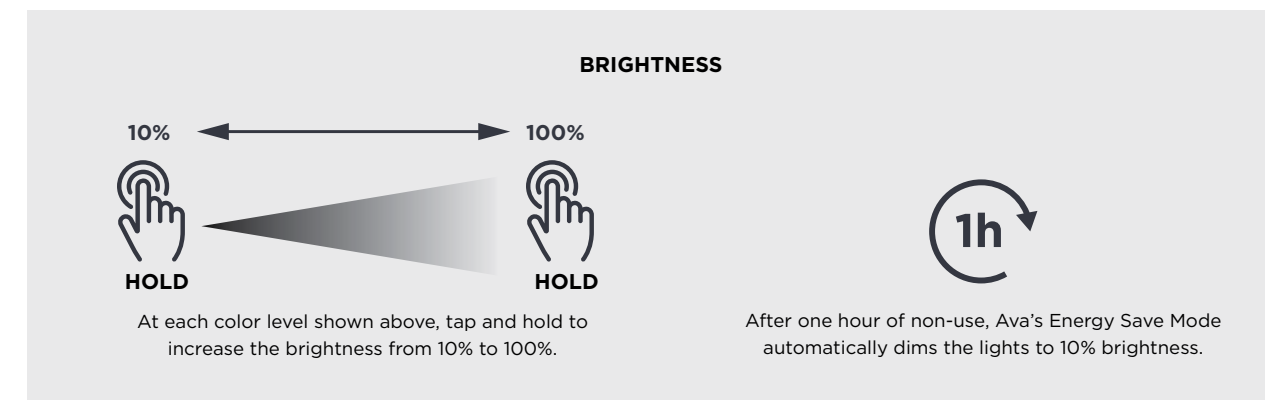 BRIGHTNESS
10%
100%
HOLD
HOLD
At each color level shown above, tap and hold to
increase the brightness from 10% to 100%.
1h
After one hour of non-use, Ava’s Energy Save Mode
automatically dims the lights to 10% brightness.